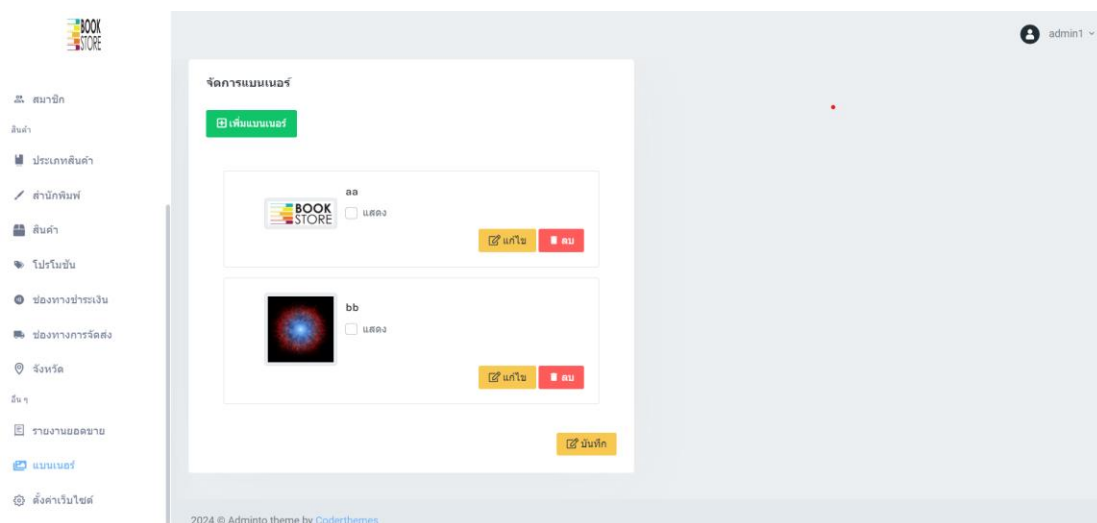 BOOK
STORE
admin1
สมาชิก
สินค้า
ประเภทสินค้า
สำนักพิมพ์
สินค้า
โปรโมชั่น
ช่องทางชำระเงิน
ช่องทางการจัดส่ง
จังหวัด
อื่น ๆ
รายงานยอดขาย
แบนเนอร์
ตั้งค่าเว็บไซต์
จัดการแบนเนอร์
เพิ่มแบนเนอร์
aa
BOOK
STORE
แสดง
แก้ไข ลบ
bb
แสดง
แก้ไข ลบ
บันทึก
2024 © Adminto theme by Coderthemes